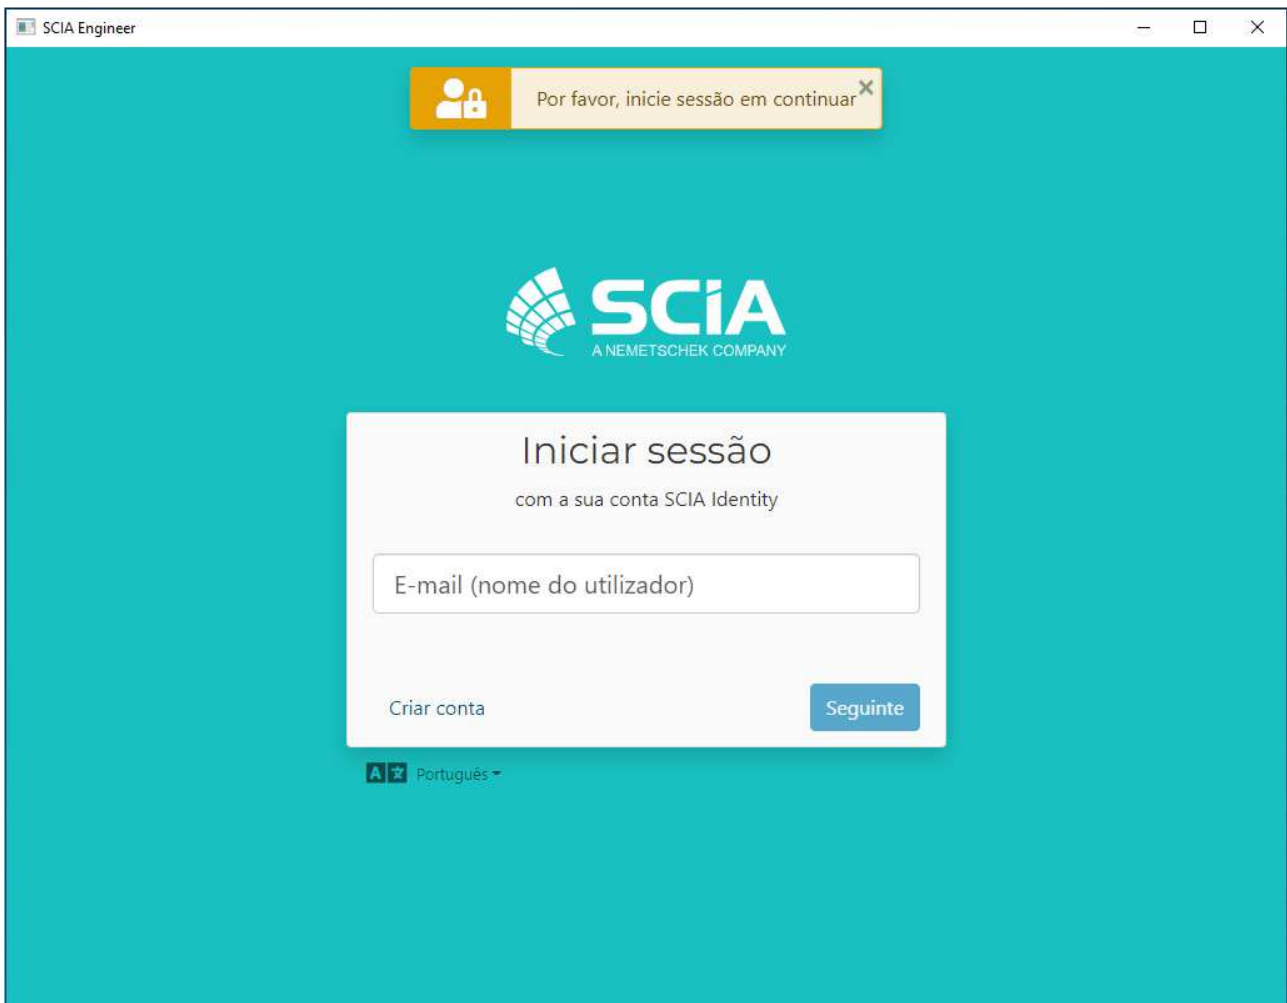 SCIA Engineer
Por favor, inicie sessão em continuar
SCiA
A NEMETSCHEK COMPANY
Iniciar sessão
com a sua conta SCIA Identity
E-mail (nome do utilizador)
Criar conta
Seguinte
Português